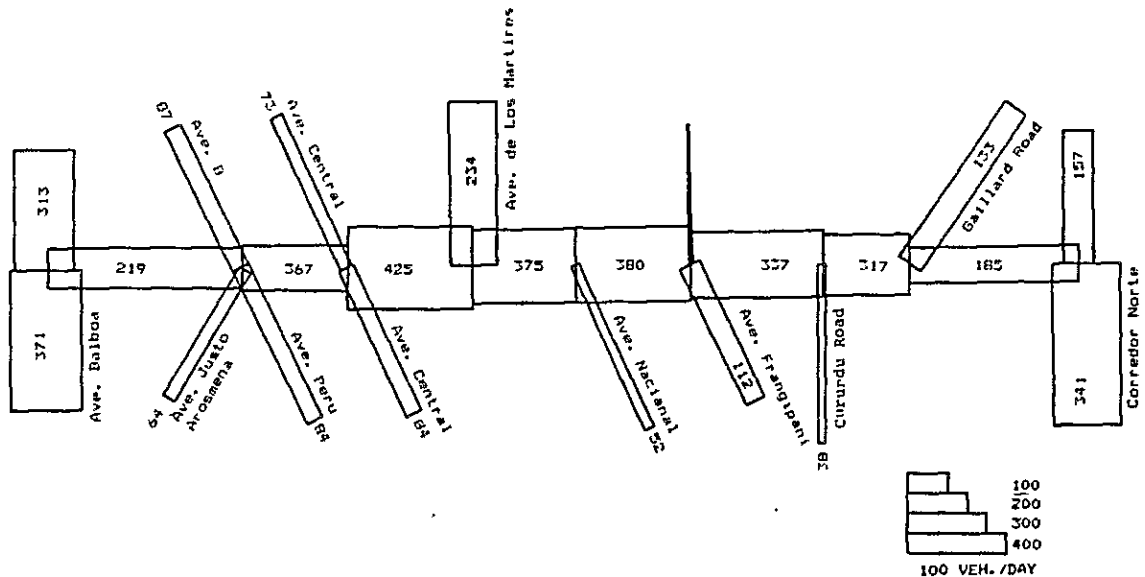 313
371
Ave. Balboa
219
87
Ave. B
64
Ave. Justo
Arosmena
Ave. Peru
84
367
73
Ave. Central
Ave. Central
84
425
234
Ave. de Los Martires
375
Ave. Nacianal
52
380
112
Ave. Frangipani
337
Cururdu Road
38
317
133
Gaillard Road
185
157
341
Corredor Norte
100
200
300
400
100 VEH./DAY